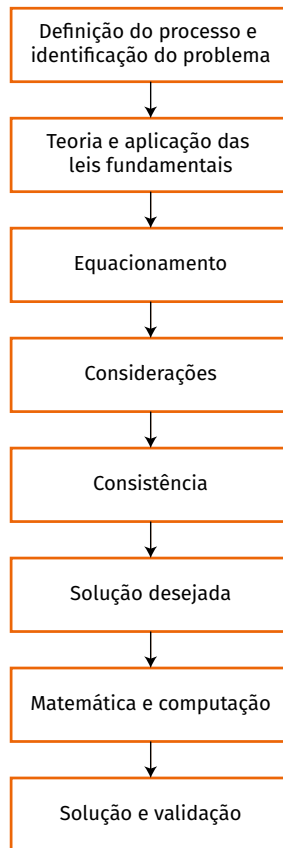 Definição do processo e
identificação do problema
Teoria e aplicação das
leis fundamentais
Equacionamento
Considerações
Consistência
Solução desejada
Matemática e computação
Solução e validação